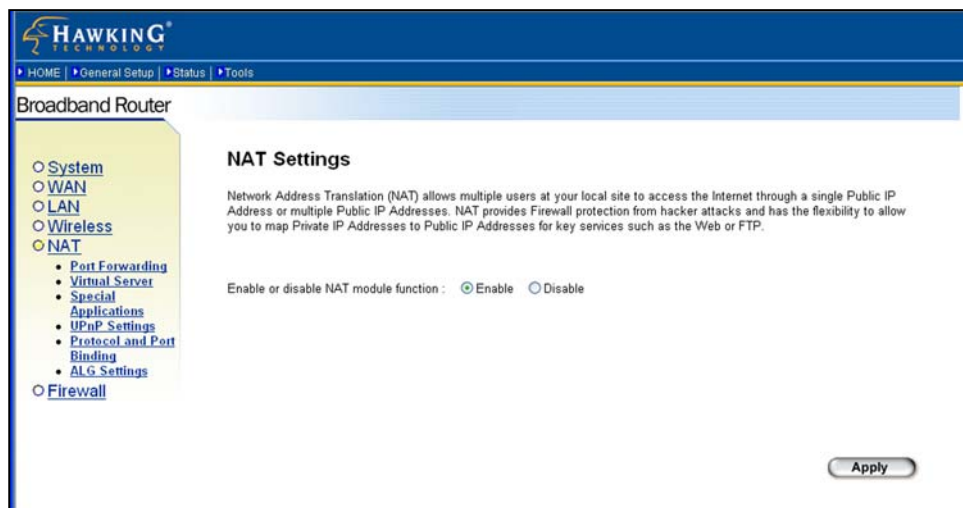 HAWKING®
TECHNOLOGY
HOME | General Setup | Status | Tools
Broadband Router
System
WAN
LAN
Wireless
NAT
Port Forwarding
Virtual Server
Special
Applications
UPnP Settings
Protocol and Port
Binding
ALG Settings
Firewall
NAT Settings
Network Address Translation (NAT) allows multiple users at your local site to access the Internet through a single Public IP
Address or multiple Public IP Addresses. NAT provides Firewall protection from hacker attacks and has the flexibility to allow
you to map Private IP Addresses to Public IP Addresses for key services such as the Web or FTP.
Enable or disable NAT module function : Enable Disable
Apply